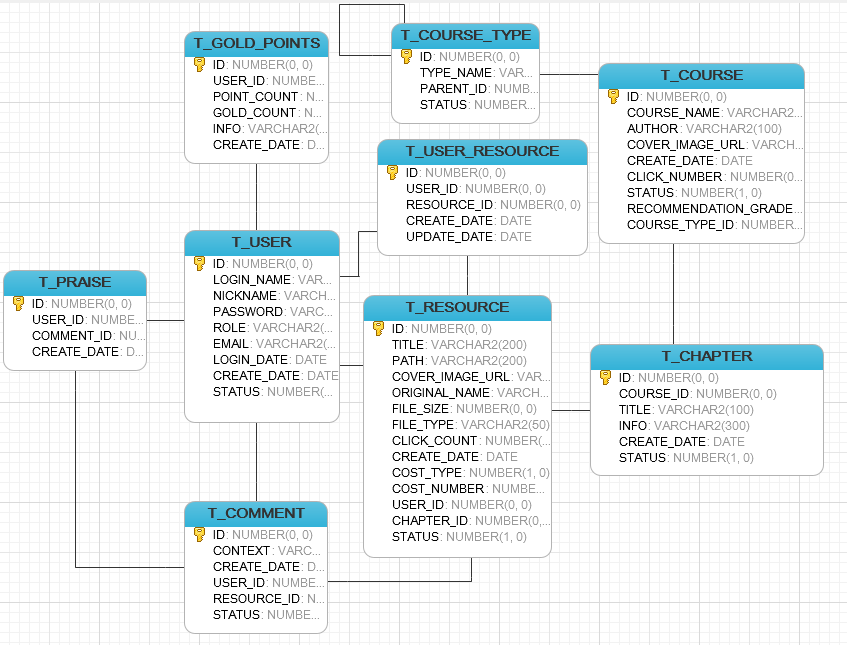 T_GOLD_POINTS
ID: NUMBER(0, 0)
USER_ID: NUMBE...
POINT_COUNT: N...
GOLD_COUNT: N...
INFO: VARCHAR2(...
CREATE_DATE: D...
T_COURSE_TYPE
ID: NUMBER(0, 0)
TYPE_NAME: VAR...
PARENT_ID: NUMB...
STATUS: NUMBER...
T_COURSE
ID: NUMBER(0, 0)
COURSE_NAME: VARCHAR2...
AUTHOR: VARCHAR2(100)
COVER_IMAGE_URL: VARCH...
CREATE_DATE: DATE
CLICK_NUMBER: NUMBER(0...
STATUS: NUMBER(1, 0)
RECOMMENDATION_GRADE...
COURSE_TYPE_ID: NUMBER...
T_USER_RESOURCE
ID: NUMBER(0, 0)
USER_ID: NUMBER(0, 0)
RESOURCE_ID: NUMBER(0, 0)
CREATE_DATE: DATE
UPDATE_DATE: DATE
T_USER
ID: NUMBER(0, 0)
LOGIN_NAME: VAR...
NICKNAME: VARCH...
PASSWORD: VARC...
ROLE: VARCHAR2(...
EMAIL: VARCHAR2(...
LOGIN_DATE: DATE
CREATE_DATE: DATE
STATUS: NUMBER(...
T_PRAISE
ID: NUMBER(0, 0)
USER_ID: NUMBE...
COMMENT_ID: NU...
CREATE_DATE: D...
T_RESOURCE
ID: NUMBER(0, 0)
TITLE: VARCHAR2(200)
PATH: VARCHAR2(200)
COVER_IMAGE_URL: VAR...
ORIGINAL_NAME: VARCH...
FILE_SIZE: NUMBER(0, 0)
FILE_TYPE: VARCHAR2(50)
CLICK_COUNT: NUMBER(...
CREATE_DATE: DATE
COST_TYPE: NUMBER(1, 0)
COST_NUMBER: NUMBE...
USER_ID: NUMBER(0, 0)
CHAPTER_ID: NUMBER(0,...
STATUS: NUMBER(1, 0)
T_CHAPTER
ID: NUMBER(0, 0)
COURSE_ID: NUMBER(0, 0)
TITLE: VARCHAR2(100)
INFO: VARCHAR2(300)
CREATE_DATE: DATE
STATUS: NUMBER(1, 0)
T_COMMENT
ID: NUMBER(0, 0)
CONTEXT: VARC...
CREATE_DATE: D...
USER_ID: NUMBE...
RESOURCE_ID: N...
STATUS: NUMBE...